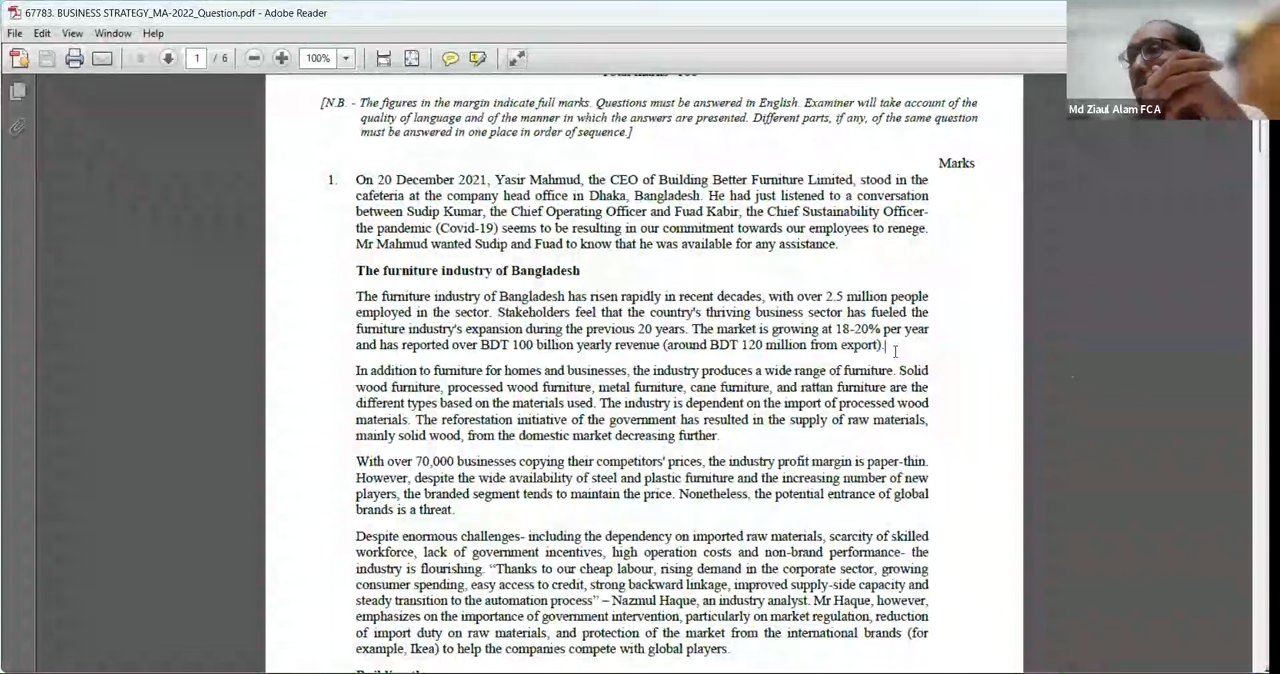 67783. BUSINESS STRATEGY_MA-2022_Question.pdf - Adobe Reader
File Edit View Window Help
1 / 6 100%
Md Ziaul Alam FCA
[N.B. - The figures in the margin indicate full marks. Questions must be answered in English. Examiner will take account of the
quality of language and of the manner in which the answers are presented. Different parts, if any, of the same question
must be answered in one place in order of sequence.]
Marks
1. On 20 December 2021, Yasir Mahmud, the CEO of Building Better Furniture Limited, stood in the
cafeteria at the company head office in Dhaka, Bangladesh. He had just listened to a conversation
between Sudip Kumar, the Chief Operating Officer and Fuad Kabir, the Chief Sustainability Officer-
the pandemic (Covid-19) seems to be resulting in our commitment towards our employees to renege.
Mr Mahmud wanted Sudip and Fuad to know that he was available for any assistance.
The furniture industry of Bangladesh
The furniture industry of Bangladesh has risen rapidly in recent decades, with over 2.5 million people
employed in the sector. Stakeholders feel that the country's thriving business sector has fueled the
furniture industry's expansion during the previous 20 years. The market is growing at 18-20% per year
and has reported over BDT 100 billion yearly revenue (around BDT 120 million from export).
In addition to furniture for homes and businesses, the industry produces a wide range of furniture. Solid
wood furniture, processed wood furniture, metal furniture, cane furniture, and rattan furniture are the
different types based on the materials used. The industry is dependent on the import of processed wood
materials. The reforestation initiative of the government has resulted in the supply of raw materials,
mainly solid wood, from the domestic market decreasing further.
With over 70,000 businesses copying their competitors' prices, the industry profit margin is paper-thin.
However, despite the wide availability of steel and plastic furniture and the increasing number of new
players, the branded segment tends to maintain the price. Nonetheless, the potential entrance of global
brands is a threat.
Despite enormous challenges- including the dependency on imported raw materials, scarcity of skilled
workforce, lack of government incentives, high operation costs and non-brand performance- the
industry is flourishing. “Thanks to our cheap labour, rising demand in the corporate sector, growing
consumer spending, easy access to credit, strong backward linkage, improved supply-side capacity and
steady transition to the automation process” – Nazmul Haque, an industry analyst. Mr Haque, however,
emphasizes on the importance of government intervention, particularly on market regulation, reduction
of import duty on raw materials, and protection of the market from the international brands (for
example, Ikea) to help the companies compete with global players.